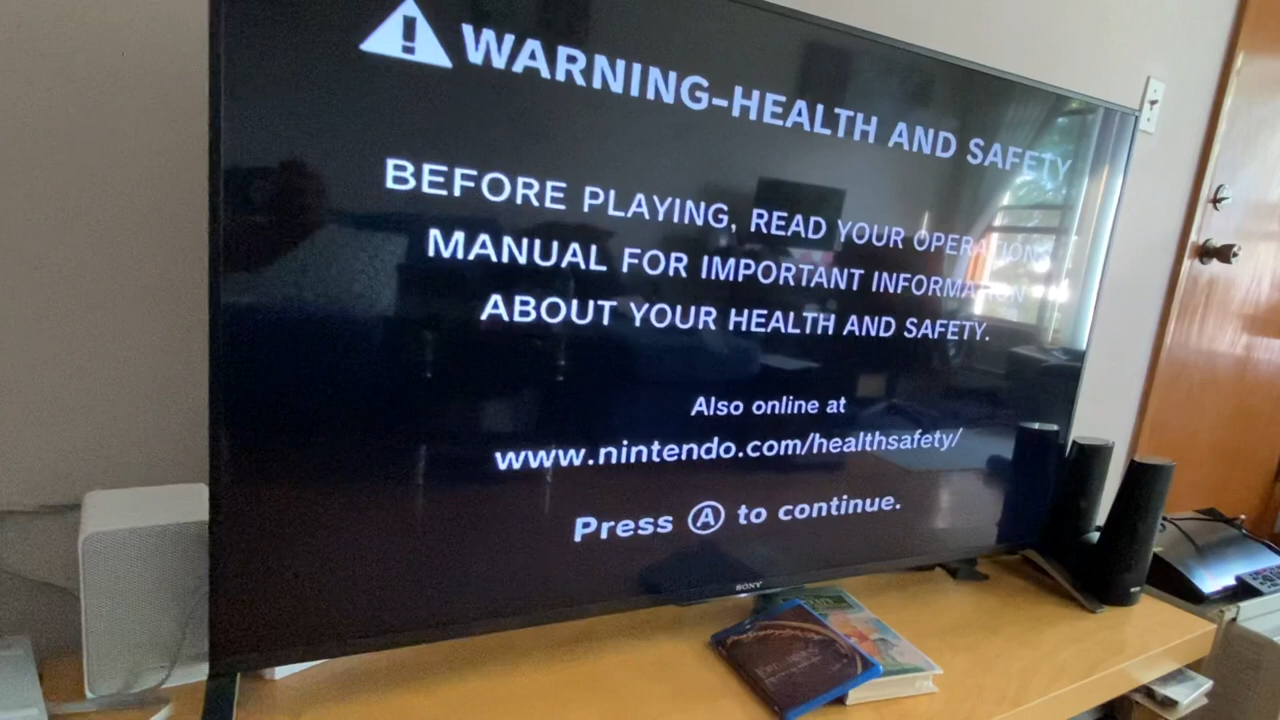 WARNING-HEALTH AND SAFETY
BEFORE PLAYING, READ YOUR OPERATIONS
MANUAL FOR IMPORTANT INFORMATION
ABOUT YOUR HEALTH AND SAFETY.
Also online at
www.nintendo.com/healthsafety/
Press A to continue.
SONY